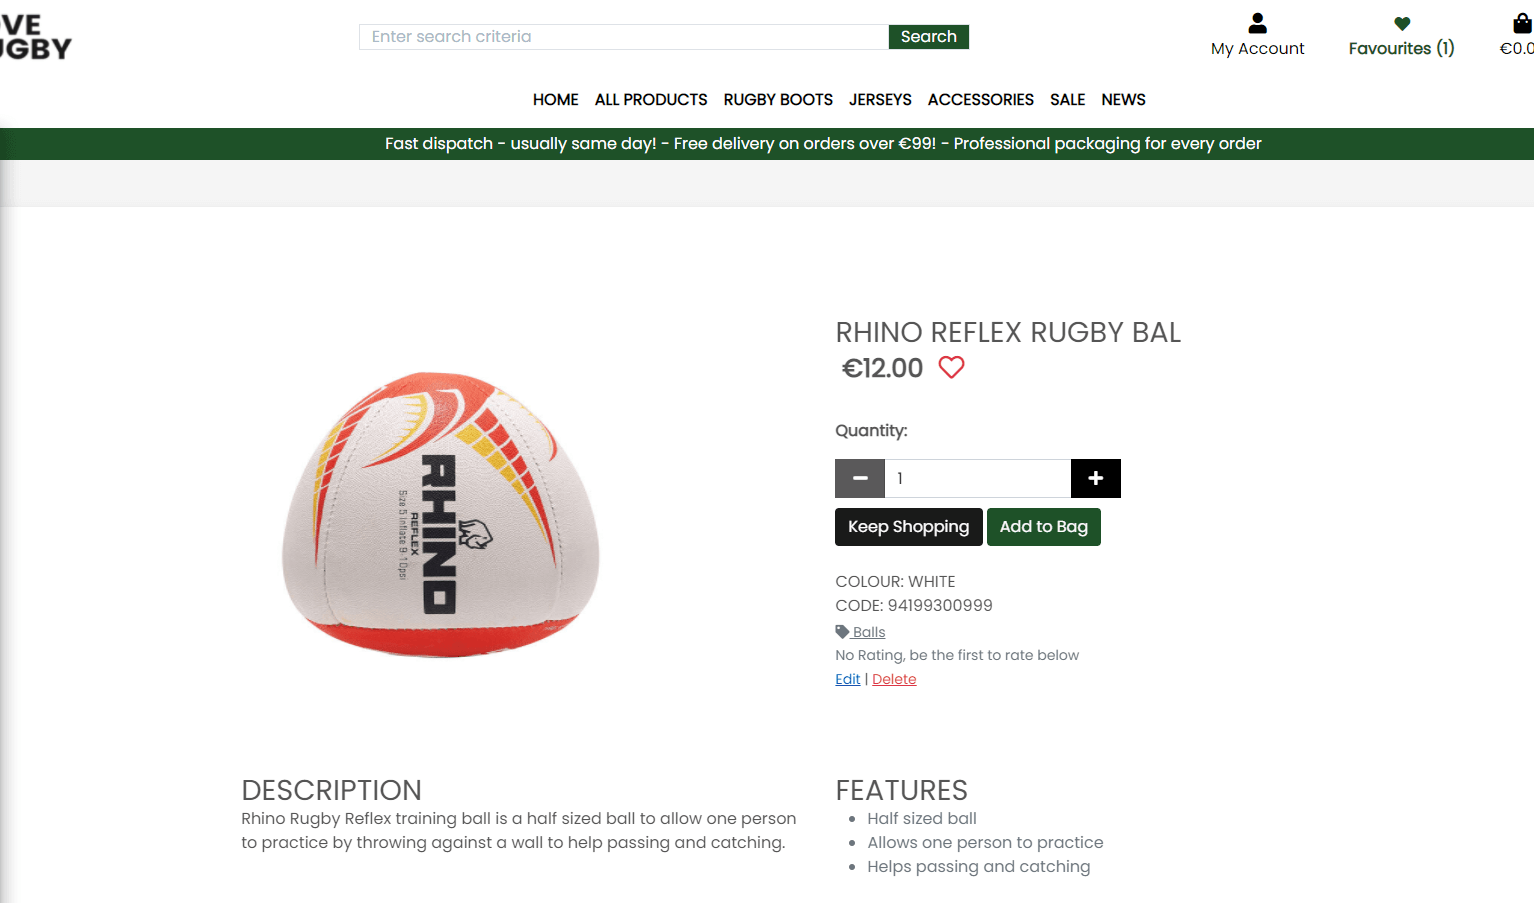 OVE
UGBY
Enter search criteria
Search
My Account
Favourites (1)
€0.0
HOME ALL PRODUCTS RUGBY BOOTS JERSEYS ACCESSORIES SALE NEWS
Fast dispatch - usually same day! - Free delivery on orders over €99! - Professional packaging for every order
RHINO REFLEX RUGBY BAL
€12.00
Quantity:
1
Keep Shopping
Add to Bag
COLOUR: WHITE
CODE: 94199300999
Balls
No Rating, be the first to rate below
Edit | Delete
RHINO
REFLEX
Size 5 Inflate 9-10psi
DESCRIPTION
Rhino Rugby Reflex training ball is a half sized ball to allow one person
to practice by throwing against a wall to help passing and catching.
FEATURES
Half sized ball
Allows one person to practice
Helps passing and catching